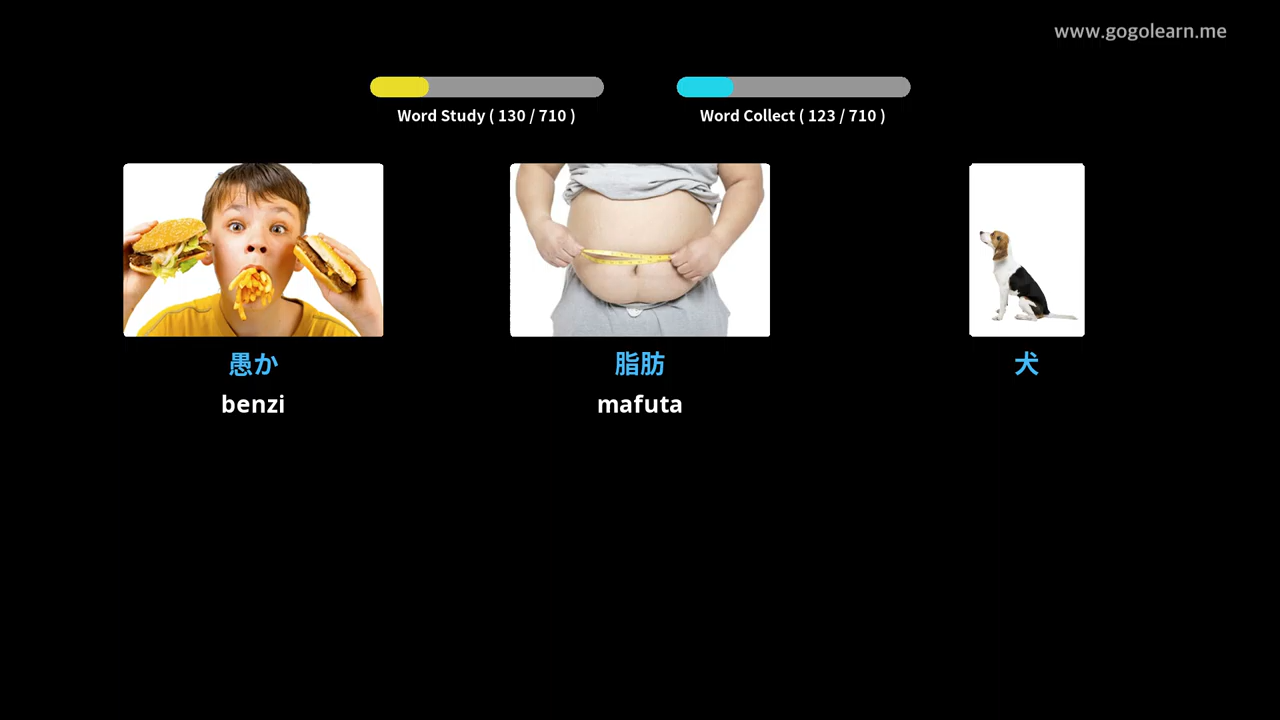 www.gogolearn.me
Word Study ( 130 / 710 )
Word Collect ( 123 / 710 )
愚か
脂肪
犬
benzi
mafuta